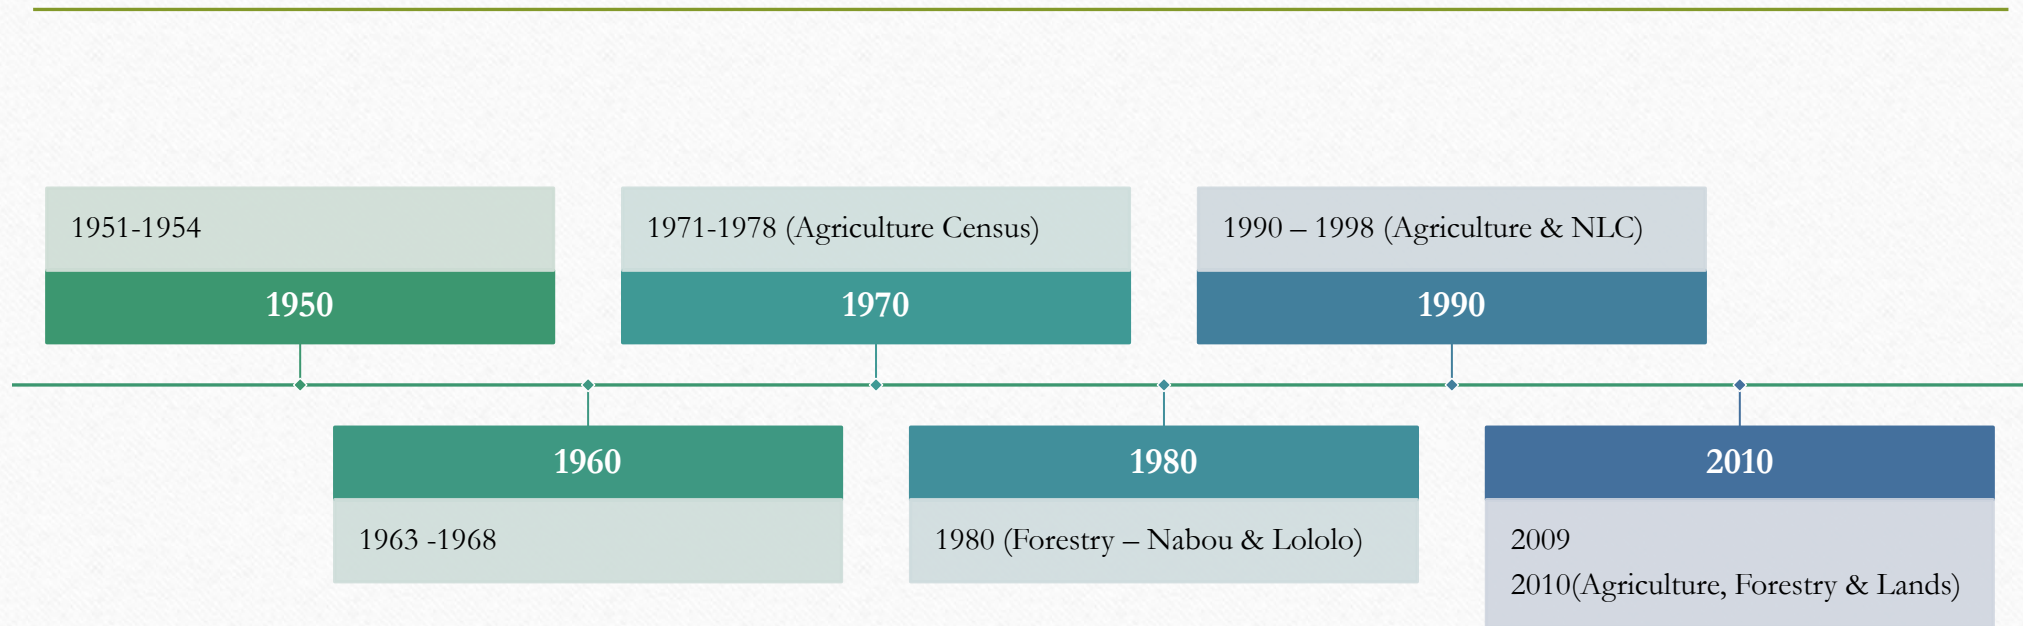 1951-1954
1950
1960
1963 -1968
1971-1978 (Agriculture Census)
1970
1980
1980 (Forestry – Nabou & Lololo)
1990 – 1998 (Agriculture & NLC)
1990
2010
2009
2010(Agriculture, Forestry & Lands)